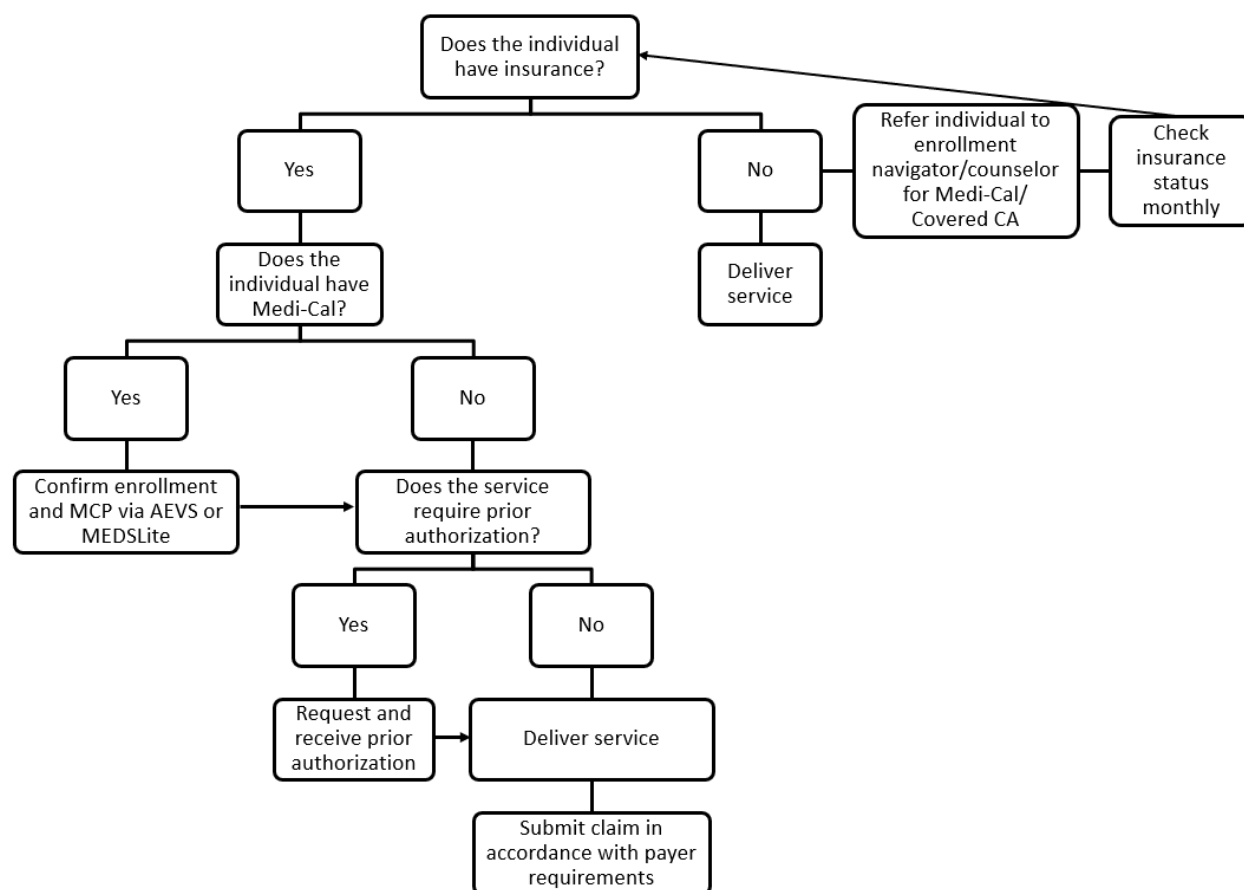 Does the individual
have insurance?
Yes
No
Refer individual to
enrollment
navigator/counselor
for Medi-Cal/
Covered CA
Check
insurance
status
monthly
Does the
individual have
Medi-Cal?
Deliver
service
Yes
No
Confirm enrollment
and MCP via AEVS or
MEDSLite
Does the service
require prior
authorization?
Yes
No
Request and
receive prior
authorization
Deliver service
Submit claim in
accordance with payer
requirements